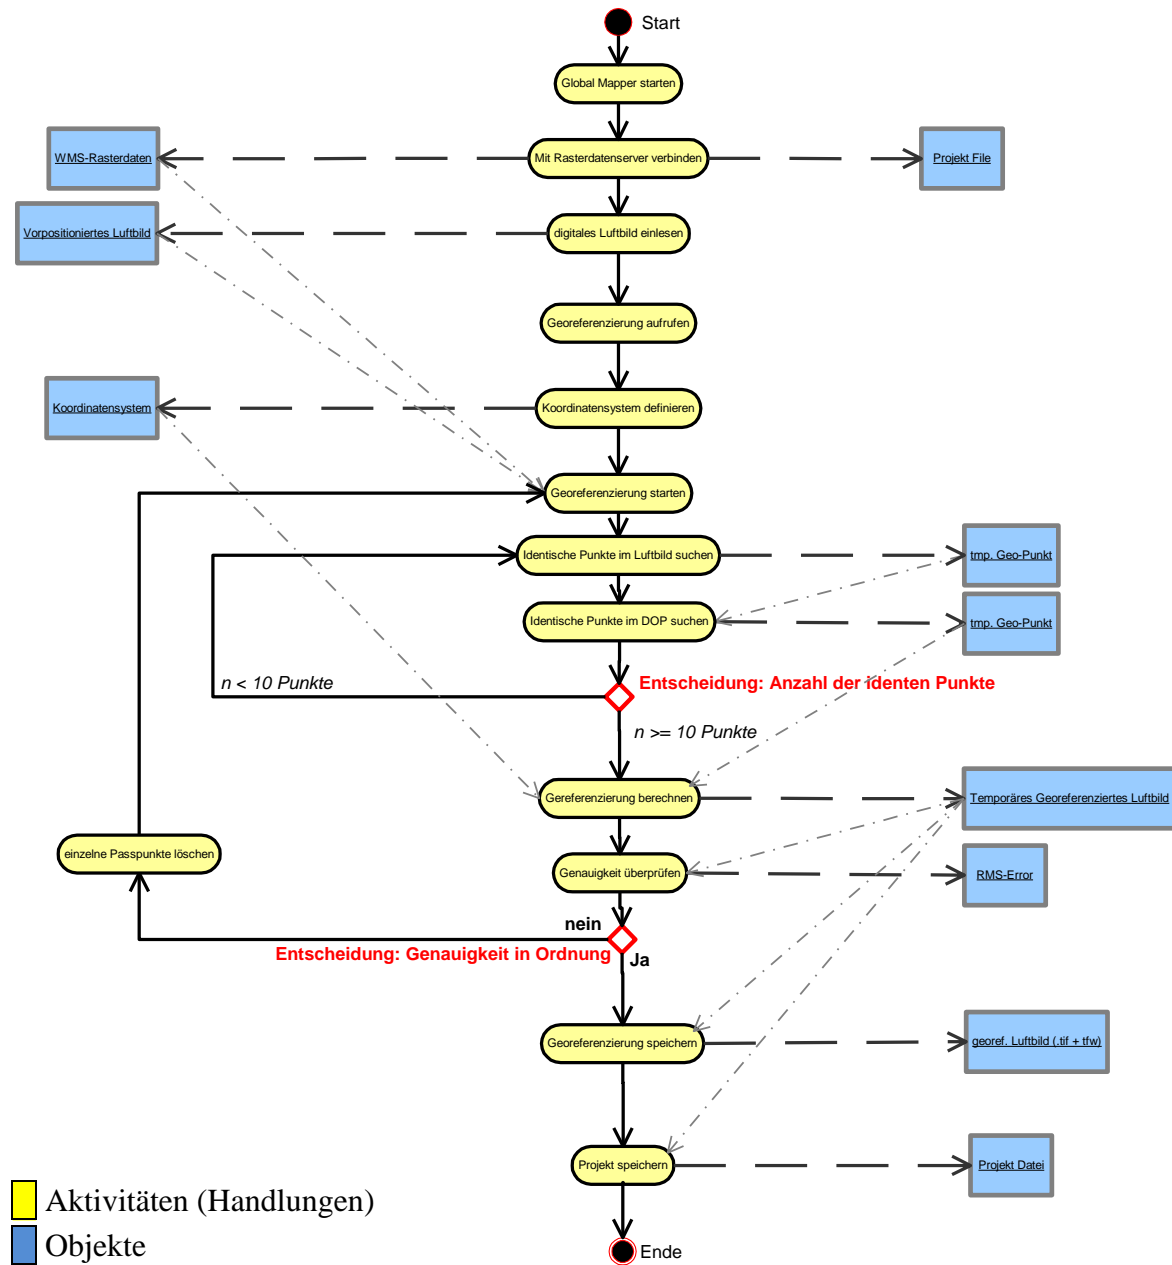 Start
Global Mapper starten
WMS-Rasterdaten
Mit Rasterdatenserver verbinden
Projekt File
Vorpositioniertes Luftbild
digitales Luftbild einlesen
Georeferenzierung aufrufen
Koordinatensystem
Koordinatensystem definieren
Georeferenzierung starten
Identische Punkte im Luftbild suchen
tmp. Geo-Punkt
Identische Punkte im DOP suchen
tmp. Geo-Punkt
n < 10 Punkte
Entscheidung: Anzahl der identen Punkte
n >= 10 Punkte
Gereferenzierung berechnen
Temporäres Georeferenziertes Luftbild
einzelne Passpunkte löschen
Genauigkeit überprüfen
RMS-Error
nein
Entscheidung: Genauigkeit in Ordnung
Ja
Georeferenzierung speichern
georef. Luftbild (.tif + tfw)
Projekt speichern
Projekt Datei
Aktivitäten (Handlungen)
Objekte
Ende